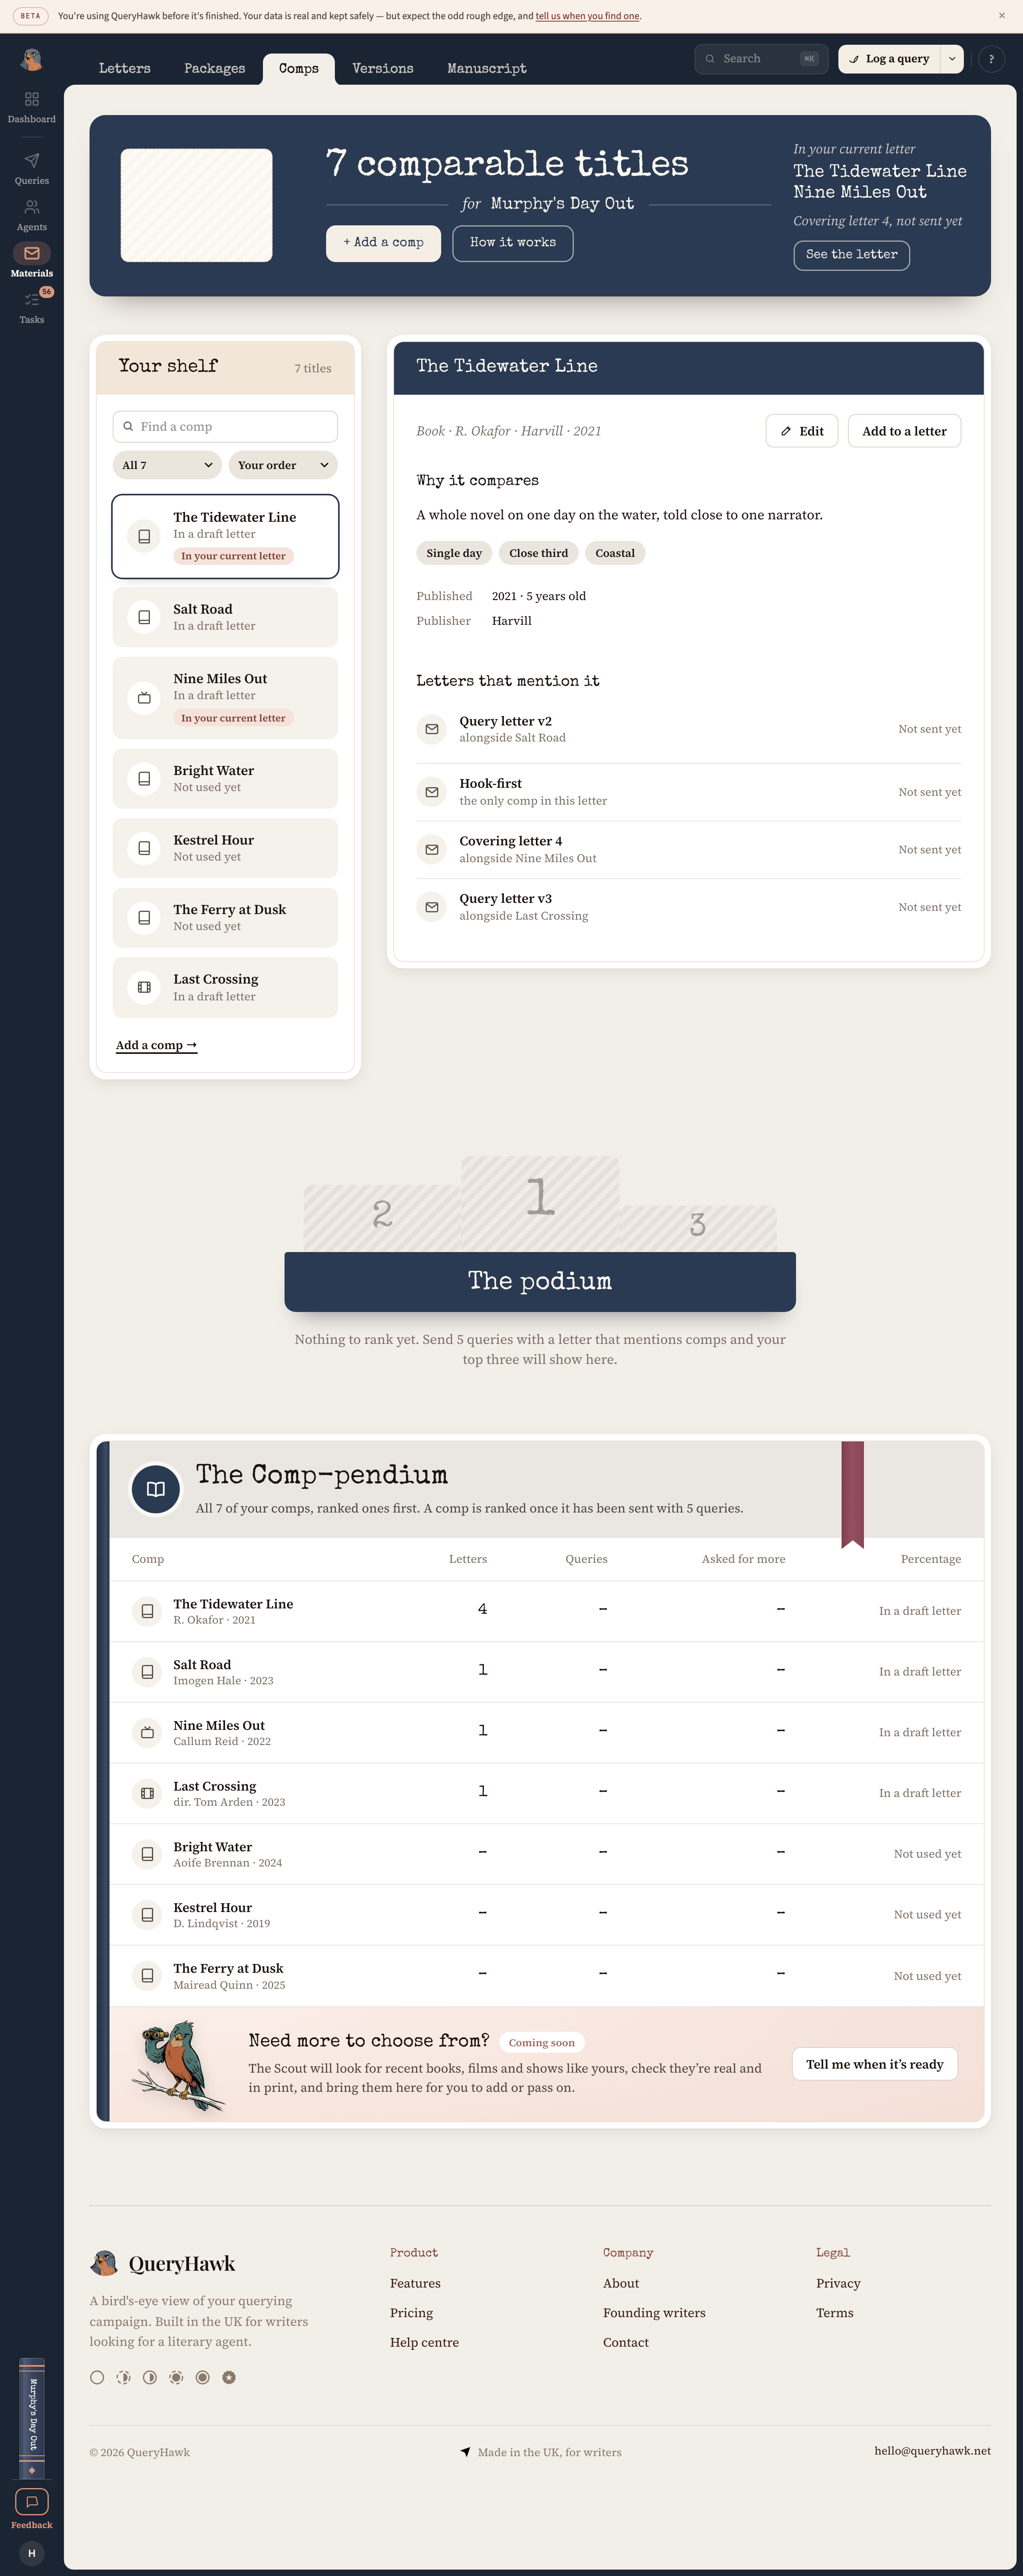 BETA You're using QueryHawk before it's finished. Your data is real and kept safely — but expect the odd rough edge, and tell us when you find one. ×
Letters Packages Comps Versions Manuscript Search ⌘K Log a query ?
Dashboard
Queries
Agents
Materials
56
Tasks
7 comparable titles
for Murphy's Day Out
+ Add a comp How it works
In your current letter
The Tidewater Line
Nine Miles Out
Covering letter 4, not sent yet
See the letter
Your shelf 7 titles
Find a comp
All 7 Your order
The Tidewater Line
In a draft letter
In your current letter
Salt Road
In a draft letter
Nine Miles Out
In a draft letter
In your current letter
Bright Water
Not used yet
Kestrel Hour
Not used yet
The Ferry at Dusk
Not used yet
Last Crossing
In a draft letter
Add a comp →
The Tidewater Line
Book · R. Okafor · Harvill · 2021 Edit Add to a letter
Why it compares
A whole novel on one day on the water, told close to one narrator.
Single day Close third Coastal
Published 2021 · 5 years old
Publisher Harvill
Letters that mention it
Query letter v2
alongside Salt Road
Not sent yet
Hook-first
the only comp in this letter
Not sent yet
Covering letter 4
alongside Nine Miles Out
Not sent yet
Query letter v3
alongside Last Crossing
Not sent yet
2 1 3
The podium
Nothing to rank yet. Send 5 queries with a letter that mentions comps and your
top three will show here.
The Comp-pendium
All 7 of your comps, ranked ones first. A comp is ranked once it has been sent with 5 queries.
Comp Letters Queries Asked for more Percentage
The Tidewater Line
R. Okafor · 2021
4 – – In a draft letter
Salt Road
Imogen Hale · 2023
1 – – In a draft letter
Nine Miles Out
Callum Reid · 2022
1 – – In a draft letter
Last Crossing
dir. Tom Arden · 2023
1 – – In a draft letter
Bright Water
Aoife Brennan · 2024
– – – Not used yet
Kestrel Hour
D. Lindqvist · 2019
– – – Not used yet
The Ferry at Dusk
Mairead Quinn · 2025
– – – Not used yet
Need more to choose from? Coming soon
The Scout will look for recent books, films and shows like yours, check they’re real and
in print, and bring them here for you to add or pass on.
Tell me when it’s ready
QueryHawk
A bird's-eye view of your querying
campaign. Built in the UK for writers
looking for a literary agent.
Product
Features
Pricing
Help centre
Company
About
Founding writers
Contact
Legal
Privacy
Terms
© 2026 QueryHawk Made in the UK, for writers hello@queryhawk.net
Murphy's Day Out
Feedback
H